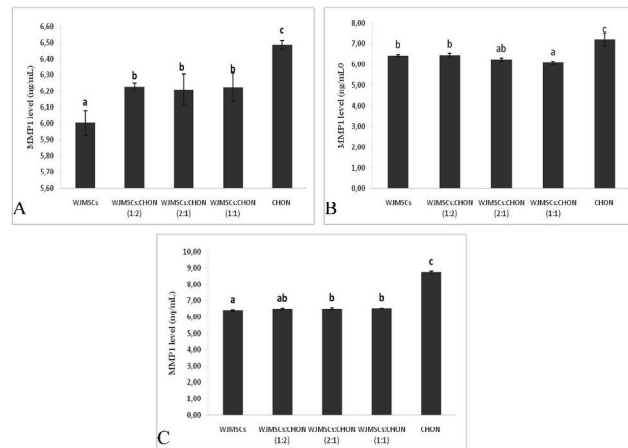 6,60
6,50
6,40
6,30
6,20
6,10
6,00
5,90
5,80
5,70
5,60
MMP1 level (ng/mL)
a
b
b
b
c
WJMSCs
WJMSCs:CHON
(1:2)
WJMSCs:CHON
(2:1)
WJMSCs:CHON
(1:1)
CHON
A
8,00
7,00
6,00
5,00
4,00
3,00
2,00
1,00
0,00
MMP1 level (ng/mL0
b
b
ab
a
c
WJMSCs
WJMSCs:CHON
(1:2)
WJMSCs:CHON
(2:1)
WJMSCs:CHON
(1:1)
CHON
B
10,00
9,00
8,00
7,00
6,00
5,00
4,00
3,00
2,00
1,00
0,00
MMP1 level (ng/mL)
a
ab
b
b
c
WJMSCs
WJMSCs:CHON
(1:2)
WJMSCs:CHON
(2:1)
WJMSCs:CHON
(1:1)
CHON
C